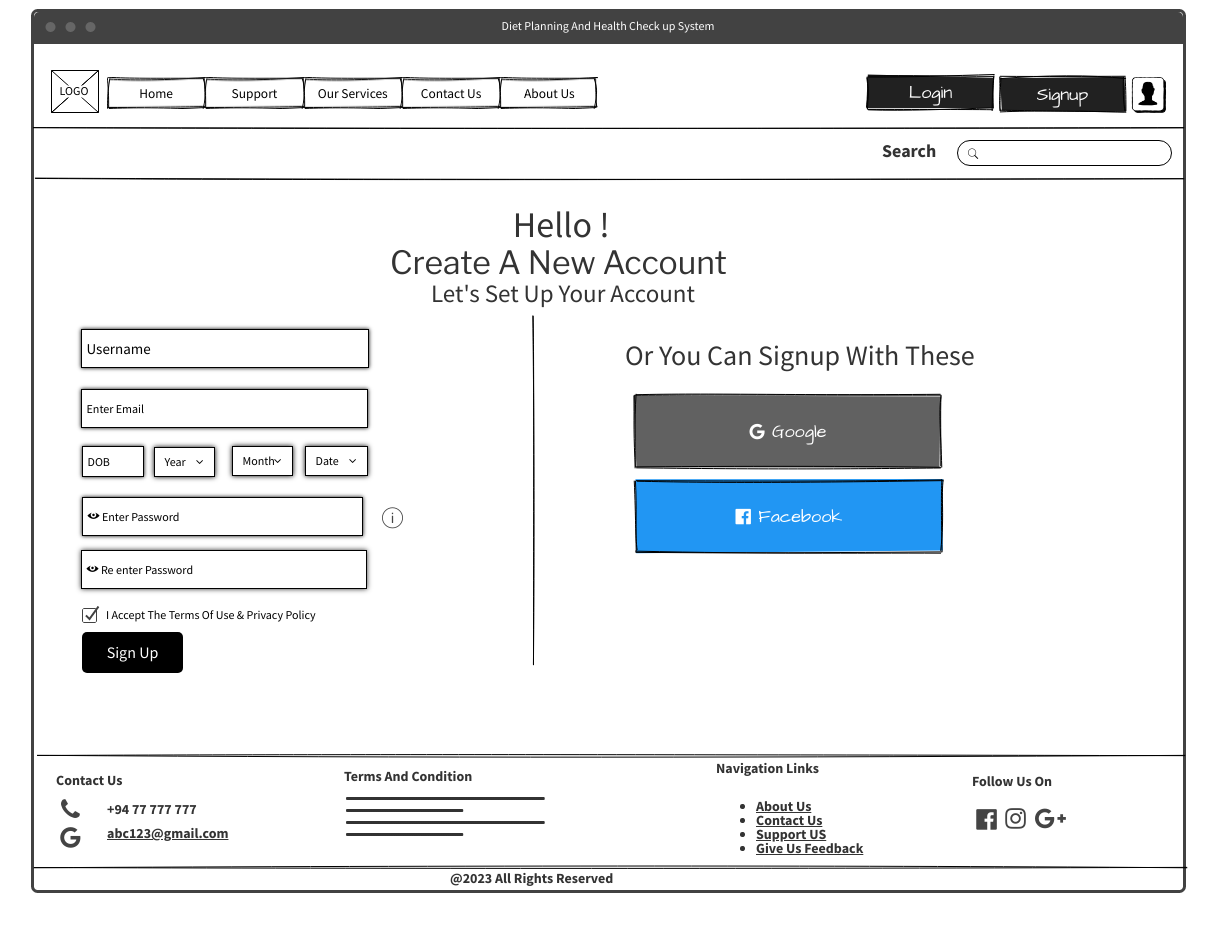 Diet Planning And Health Check up System
LOGO
Home
Support
Our Services
Contact Us
About Us
Login
Signup
Search
Hello !
Create A New Account
Let's Set Up Your Account
Username
Enter Email
DOB
Year
Month
Date
Enter Password
Re enter Password
I Accept The Terms Of Use & Privacy Policy
Sign Up
Or You Can Signup With These
Google
Facebook
Contact Us
+94 77 777 777
abc123@gmail.com
Terms And Condition
Navigation Links
About Us
Contact Us
Support US
Give Us Feedback
Follow Us On
@2023 All Rights Reserved